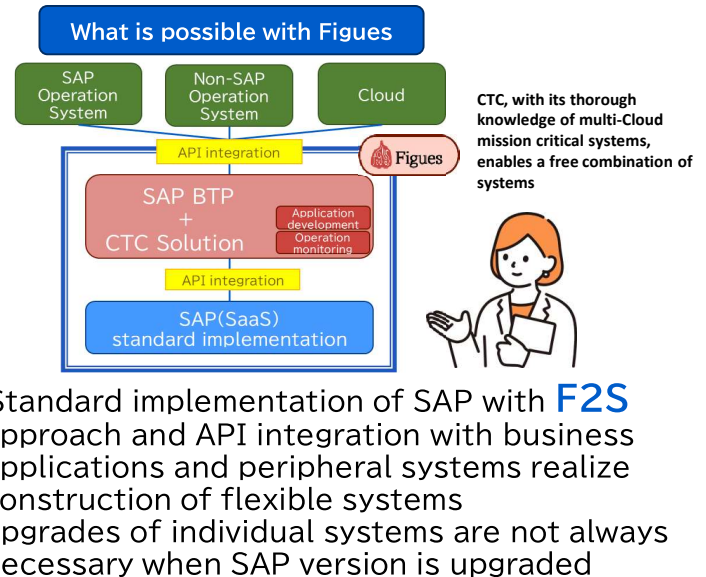 What is possible with Figues
SAP
Operation
System
Non-SAP
Operation
System
Cloud
API integration
Figues
SAP BTP
+
CTC Solution
Application
development
Operation
monitoring
API integration
SAP(SaaS)
standard implementation
CTC, with its thorough
knowledge of multi-Cloud
mission critical systems,
enables a free combination of
systems
Standard implementation of SAP with F2S
pproach and API integration with business
pplications and peripheral systems realize
onstruction of flexible systems
pgrades of individual systems are not always
ecessary when SAP version is upgraded